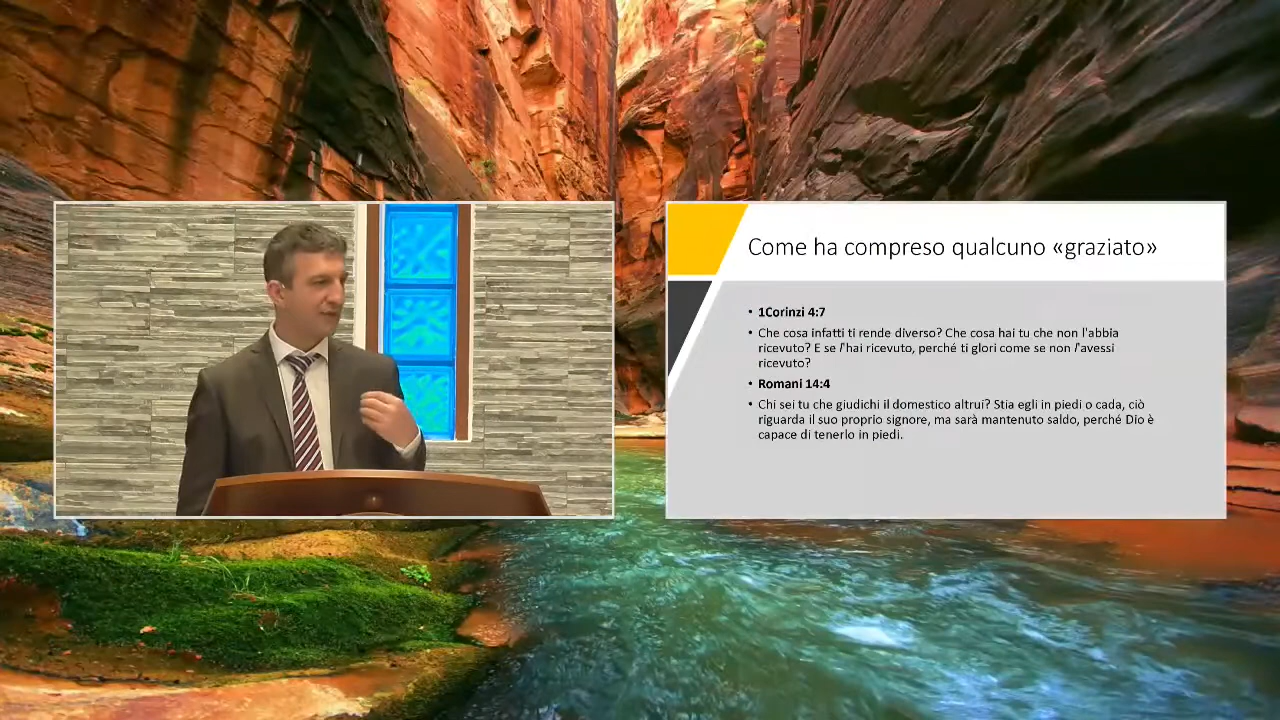 Come ha compreso qualcuno «graziato»
• 1Corinzi 4:7
• Che cosa infatti ti rende diverso? Che cosa hai tu che non l'abbia
ricevuto? E se l'hai ricevuto, perché ti glori come se non l'avessi
ricevuto?
• Romani 14:4
• Chi sei tu che giudichi il domestico altrui? Stia egli in piedi o cada, ciò
riguarda il suo proprio signore, ma sarà mantenuto saldo, perché Dio è
capace di tenerlo in piedi.